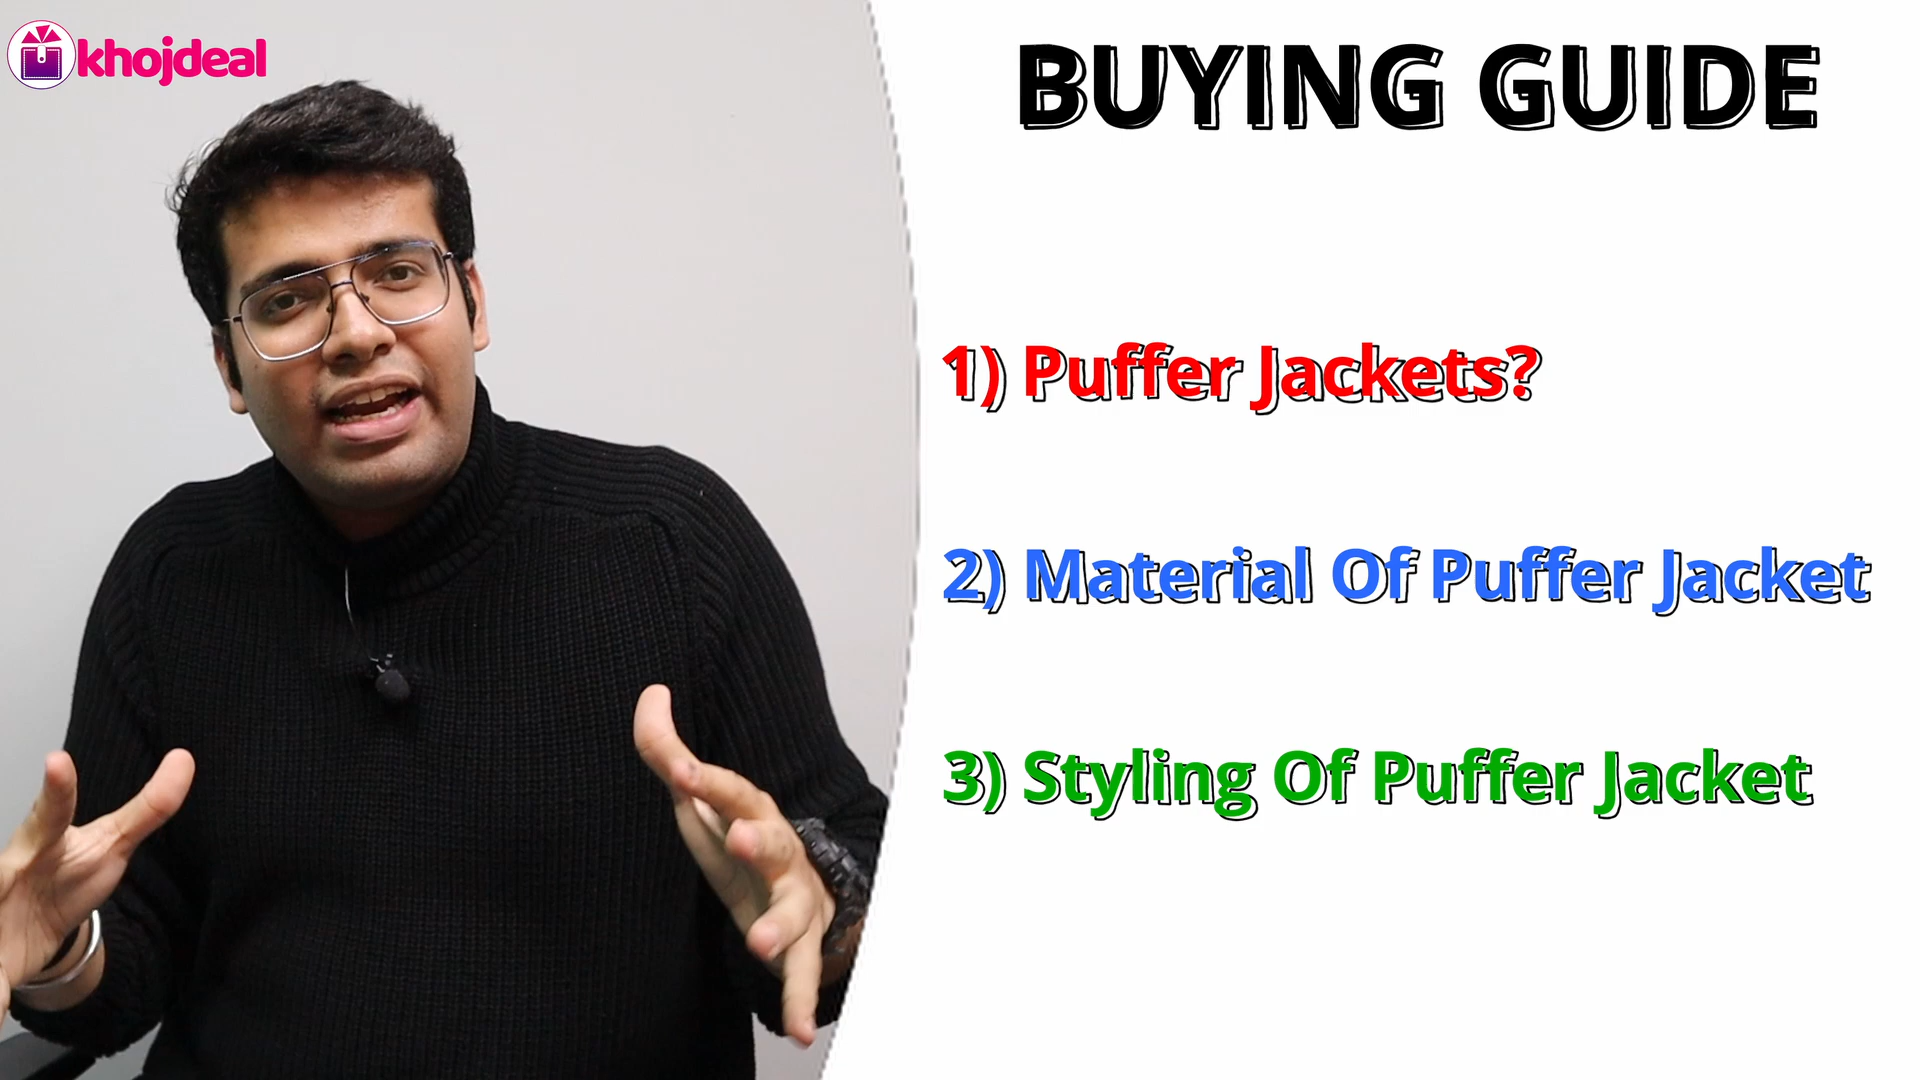 khojdeal
BUYING GUIDE
1) Puffer Jackets?
2) Material Of Puffer Jacket
3) Styling Of Puffer Jacket